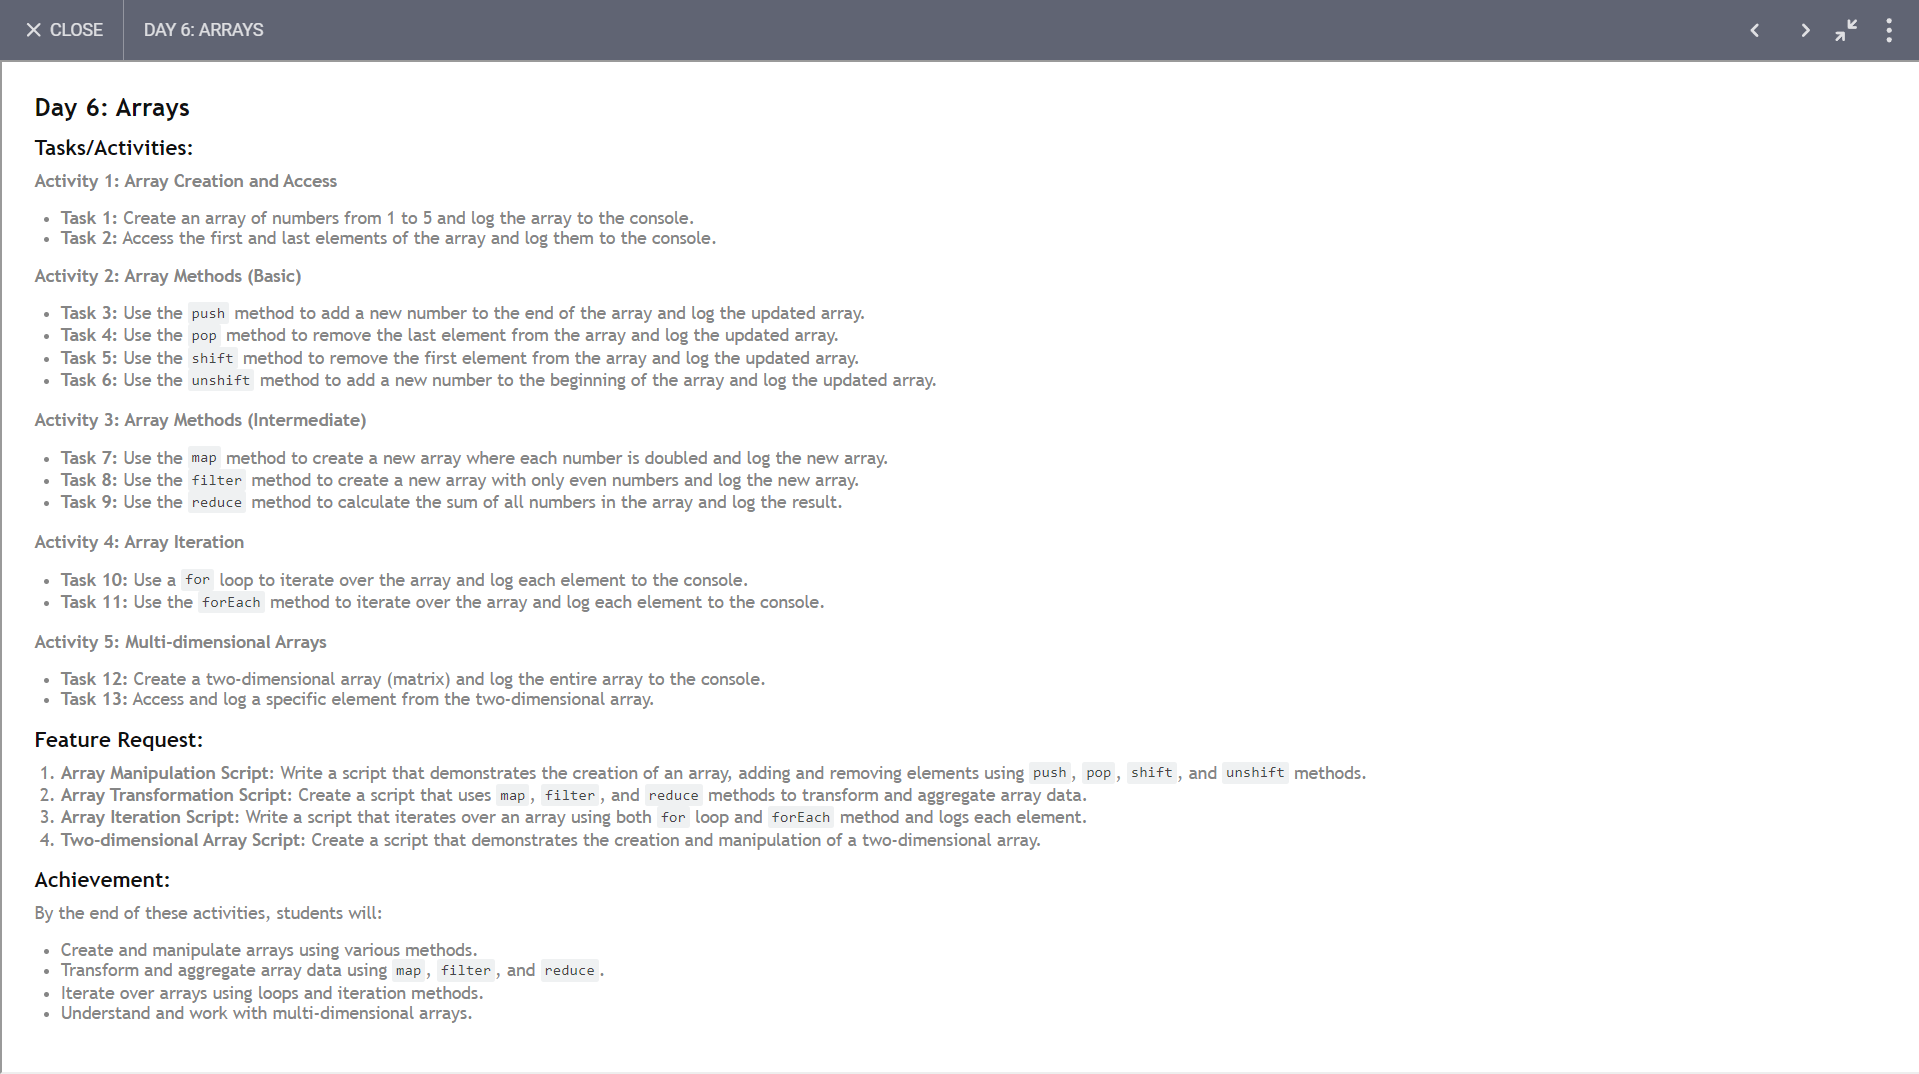 CLOSE
DAY 6: ARRAYS
Day 6: Arrays
Tasks/Activities:
Activity 1: Array Creation and Access
• Task 1: Create an array of numbers from 1 to 5 and log the array to the console.
• Task 2: Access the first and last elements of the array and log them to the console.
Activity 2: Array Methods (Basic)
• Task 3: Use the push method to add a new number to the end of the array and log the updated array.
• Task 4: Use the pop method to remove the last element from the array and log the updated array.
• Task 5: Use the shift method to remove the first element from the array and log the updated array.
• Task 6: Use the unshift method to add a new number to the beginning of the array and log the updated array.
Activity 3: Array Methods (Intermediate)
• Task 7: Use the map method to create a new array where each number is doubled and log the new array.
• Task 8: Use the filter method to create a new array with only even numbers and log the new array.
• Task 9: Use the reduce method to calculate the sum of all numbers in the array and log the result.
Activity 4: Array Iteration
• Task 10: Use a for loop to iterate over the array and log each element to the console.
• Task 11: Use the forEach method to iterate over the array and log each element to the console.
Activity 5: Multi-dimensional Arrays
• Task 12: Create a two-dimensional array (matrix) and log the entire array to the console.
• Task 13: Access and log a specific element from the two-dimensional array.
Feature Request:
1. Array Manipulation Script: Write a script that demonstrates the creation of an array, adding and removing elements using push, pop, shift, and unshift methods.
2. Array Transformation Script: Create a script that uses map, filter, and reduce methods to transform and aggregate array data.
3. Array Iteration Script: Write a script that iterates over an array using both for loop and forEach method and logs each element.
4. Two-dimensional Array Script: Create a script that demonstrates the creation and manipulation of a two-dimensional array.
Achievement:
By the end of these activities, students will:
• Create and manipulate arrays using various methods.
• Transform and aggregate array data using map, filter, and reduce.
• Iterate over arrays using loops and iteration methods.
• Understand and work with multi-dimensional arrays.